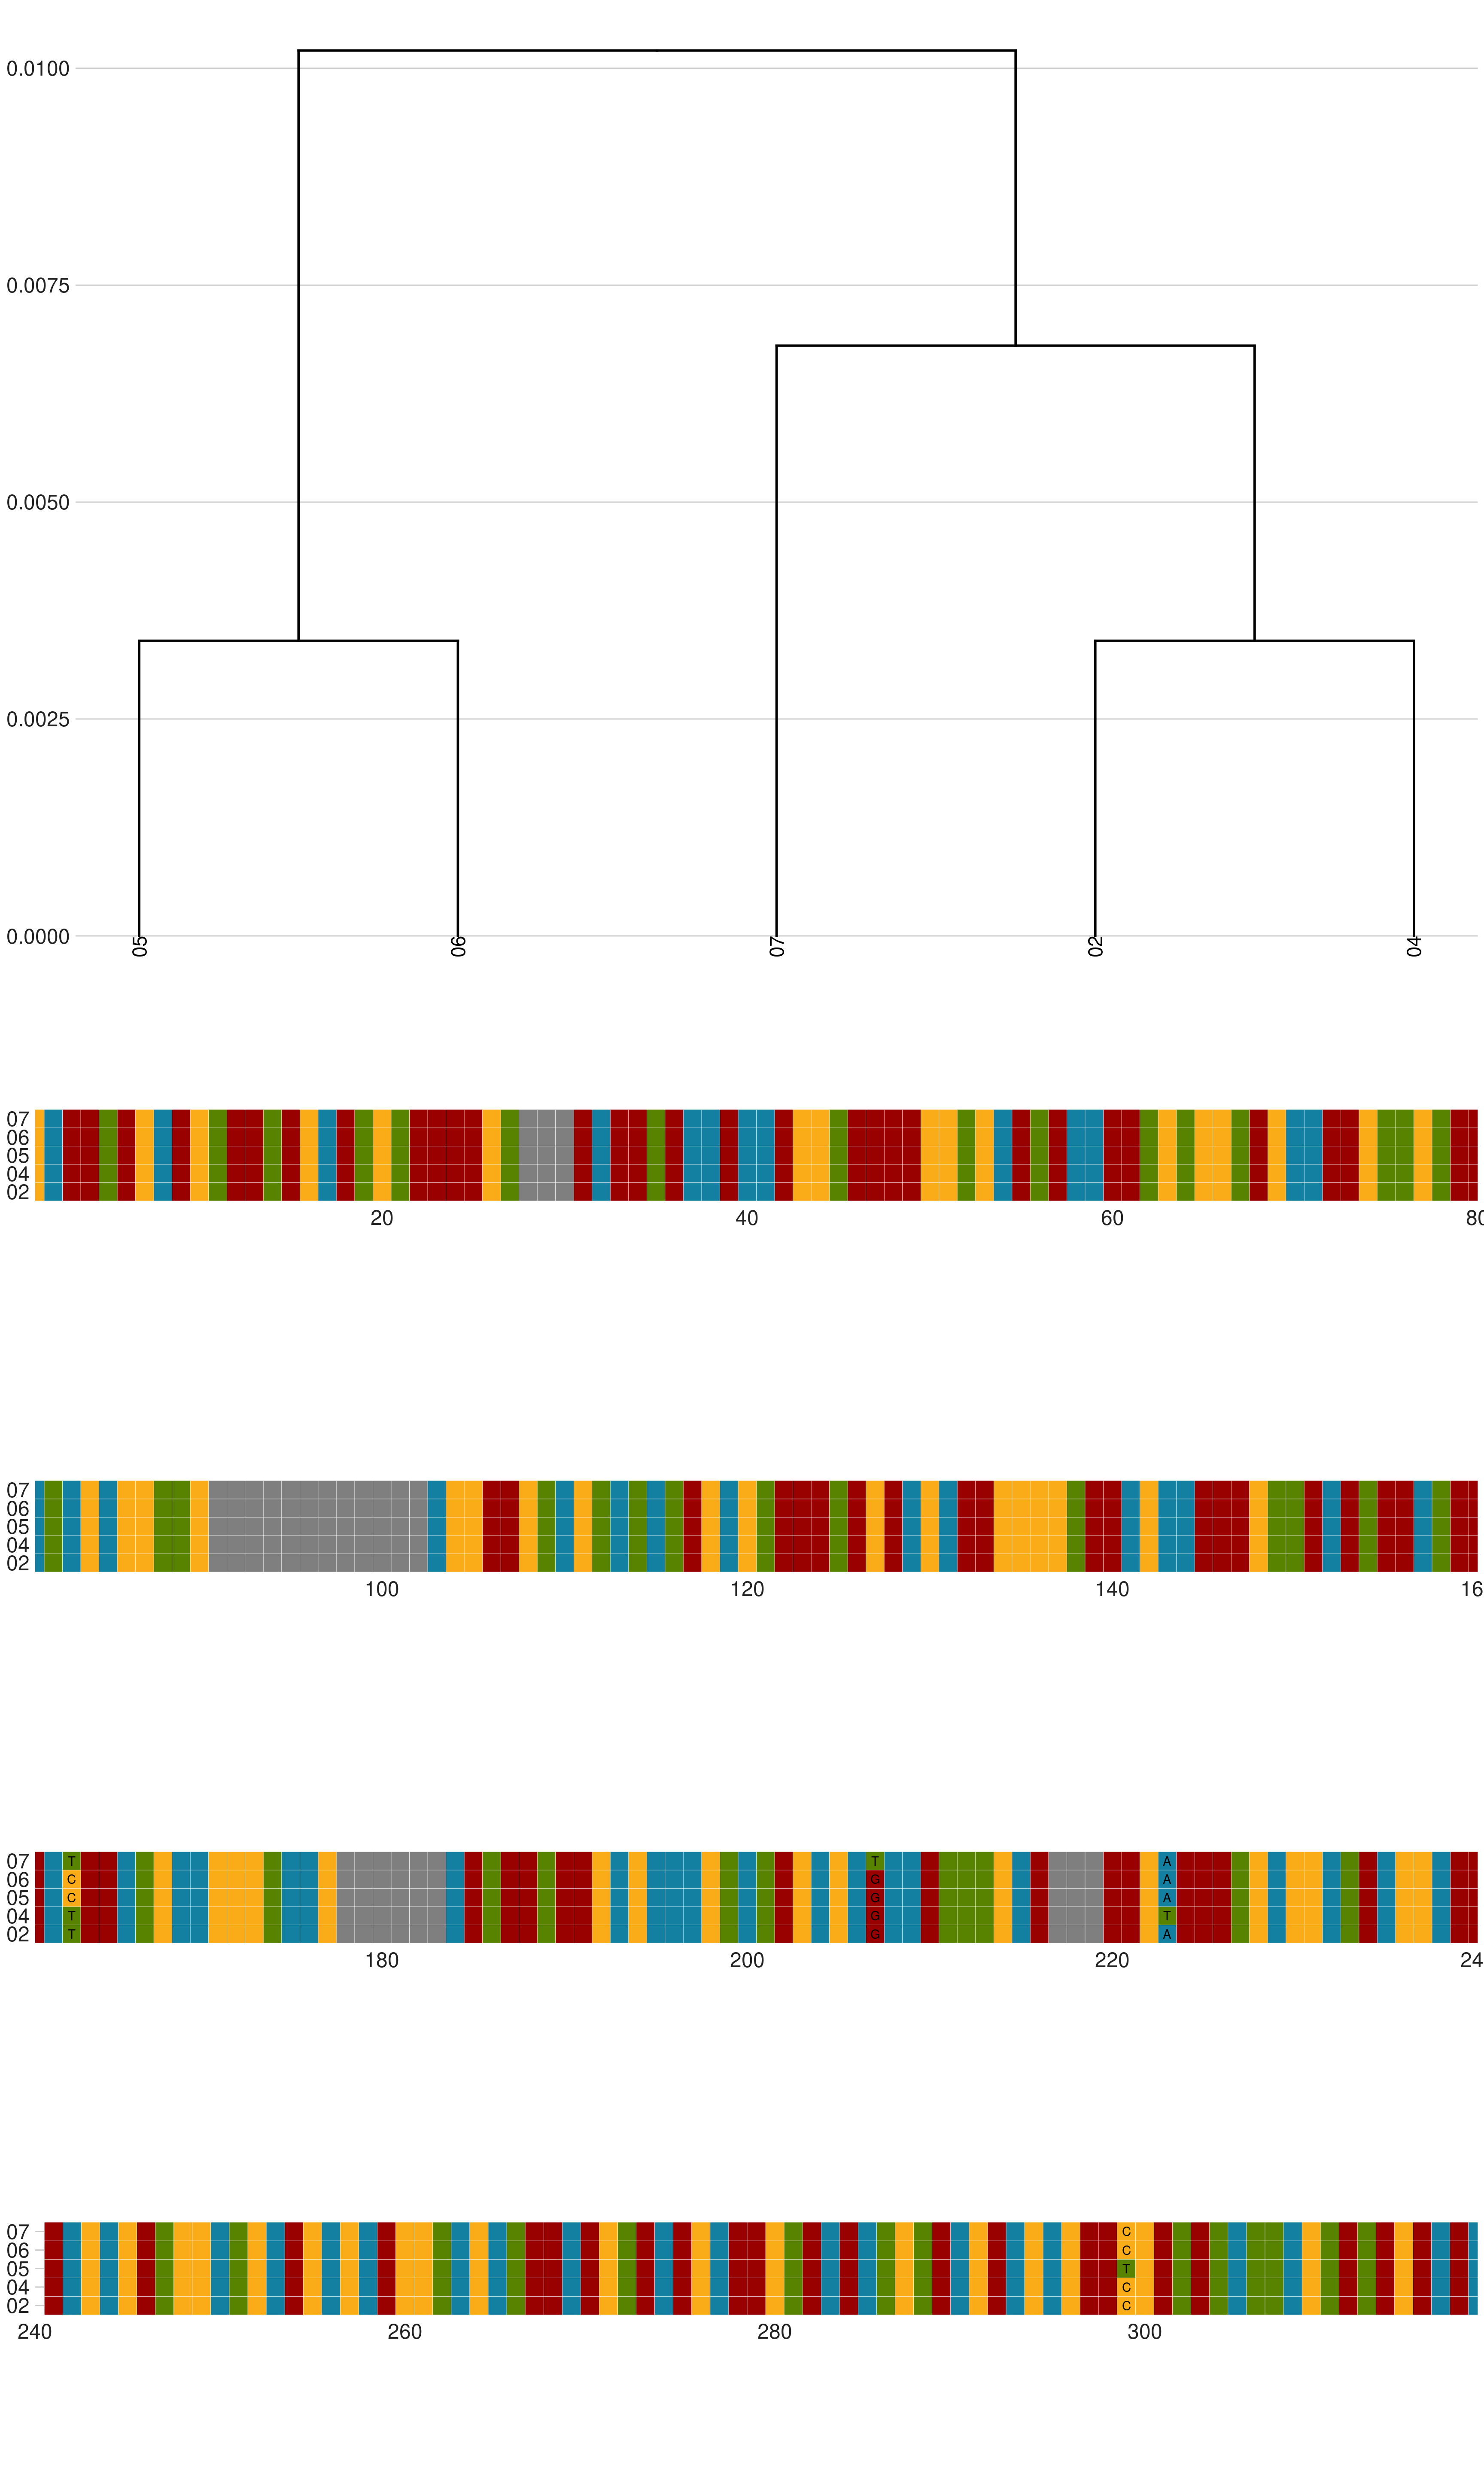 0.0100
0.0075
0.0050
0.0025
0.0000
05 06 07 02 04
07
06
05
04
02
20 40 60 80
07
06
05
04
02
100 120 140 16
07 T T A
06 C G A
05 C G A
04 T G T
02 T G A
180 200 220 24
07 C
06 C
05 T
04 C
02 C
240 260 280 300